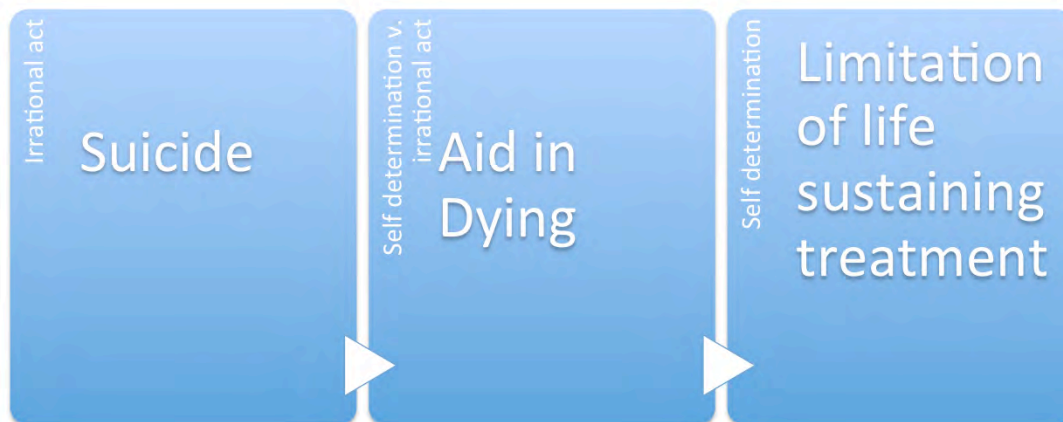 Irrational act
Suicide
Self determination v.
irrational act
Aid in
Dying
Self determination
Limitation
of life
sustaining
treatment